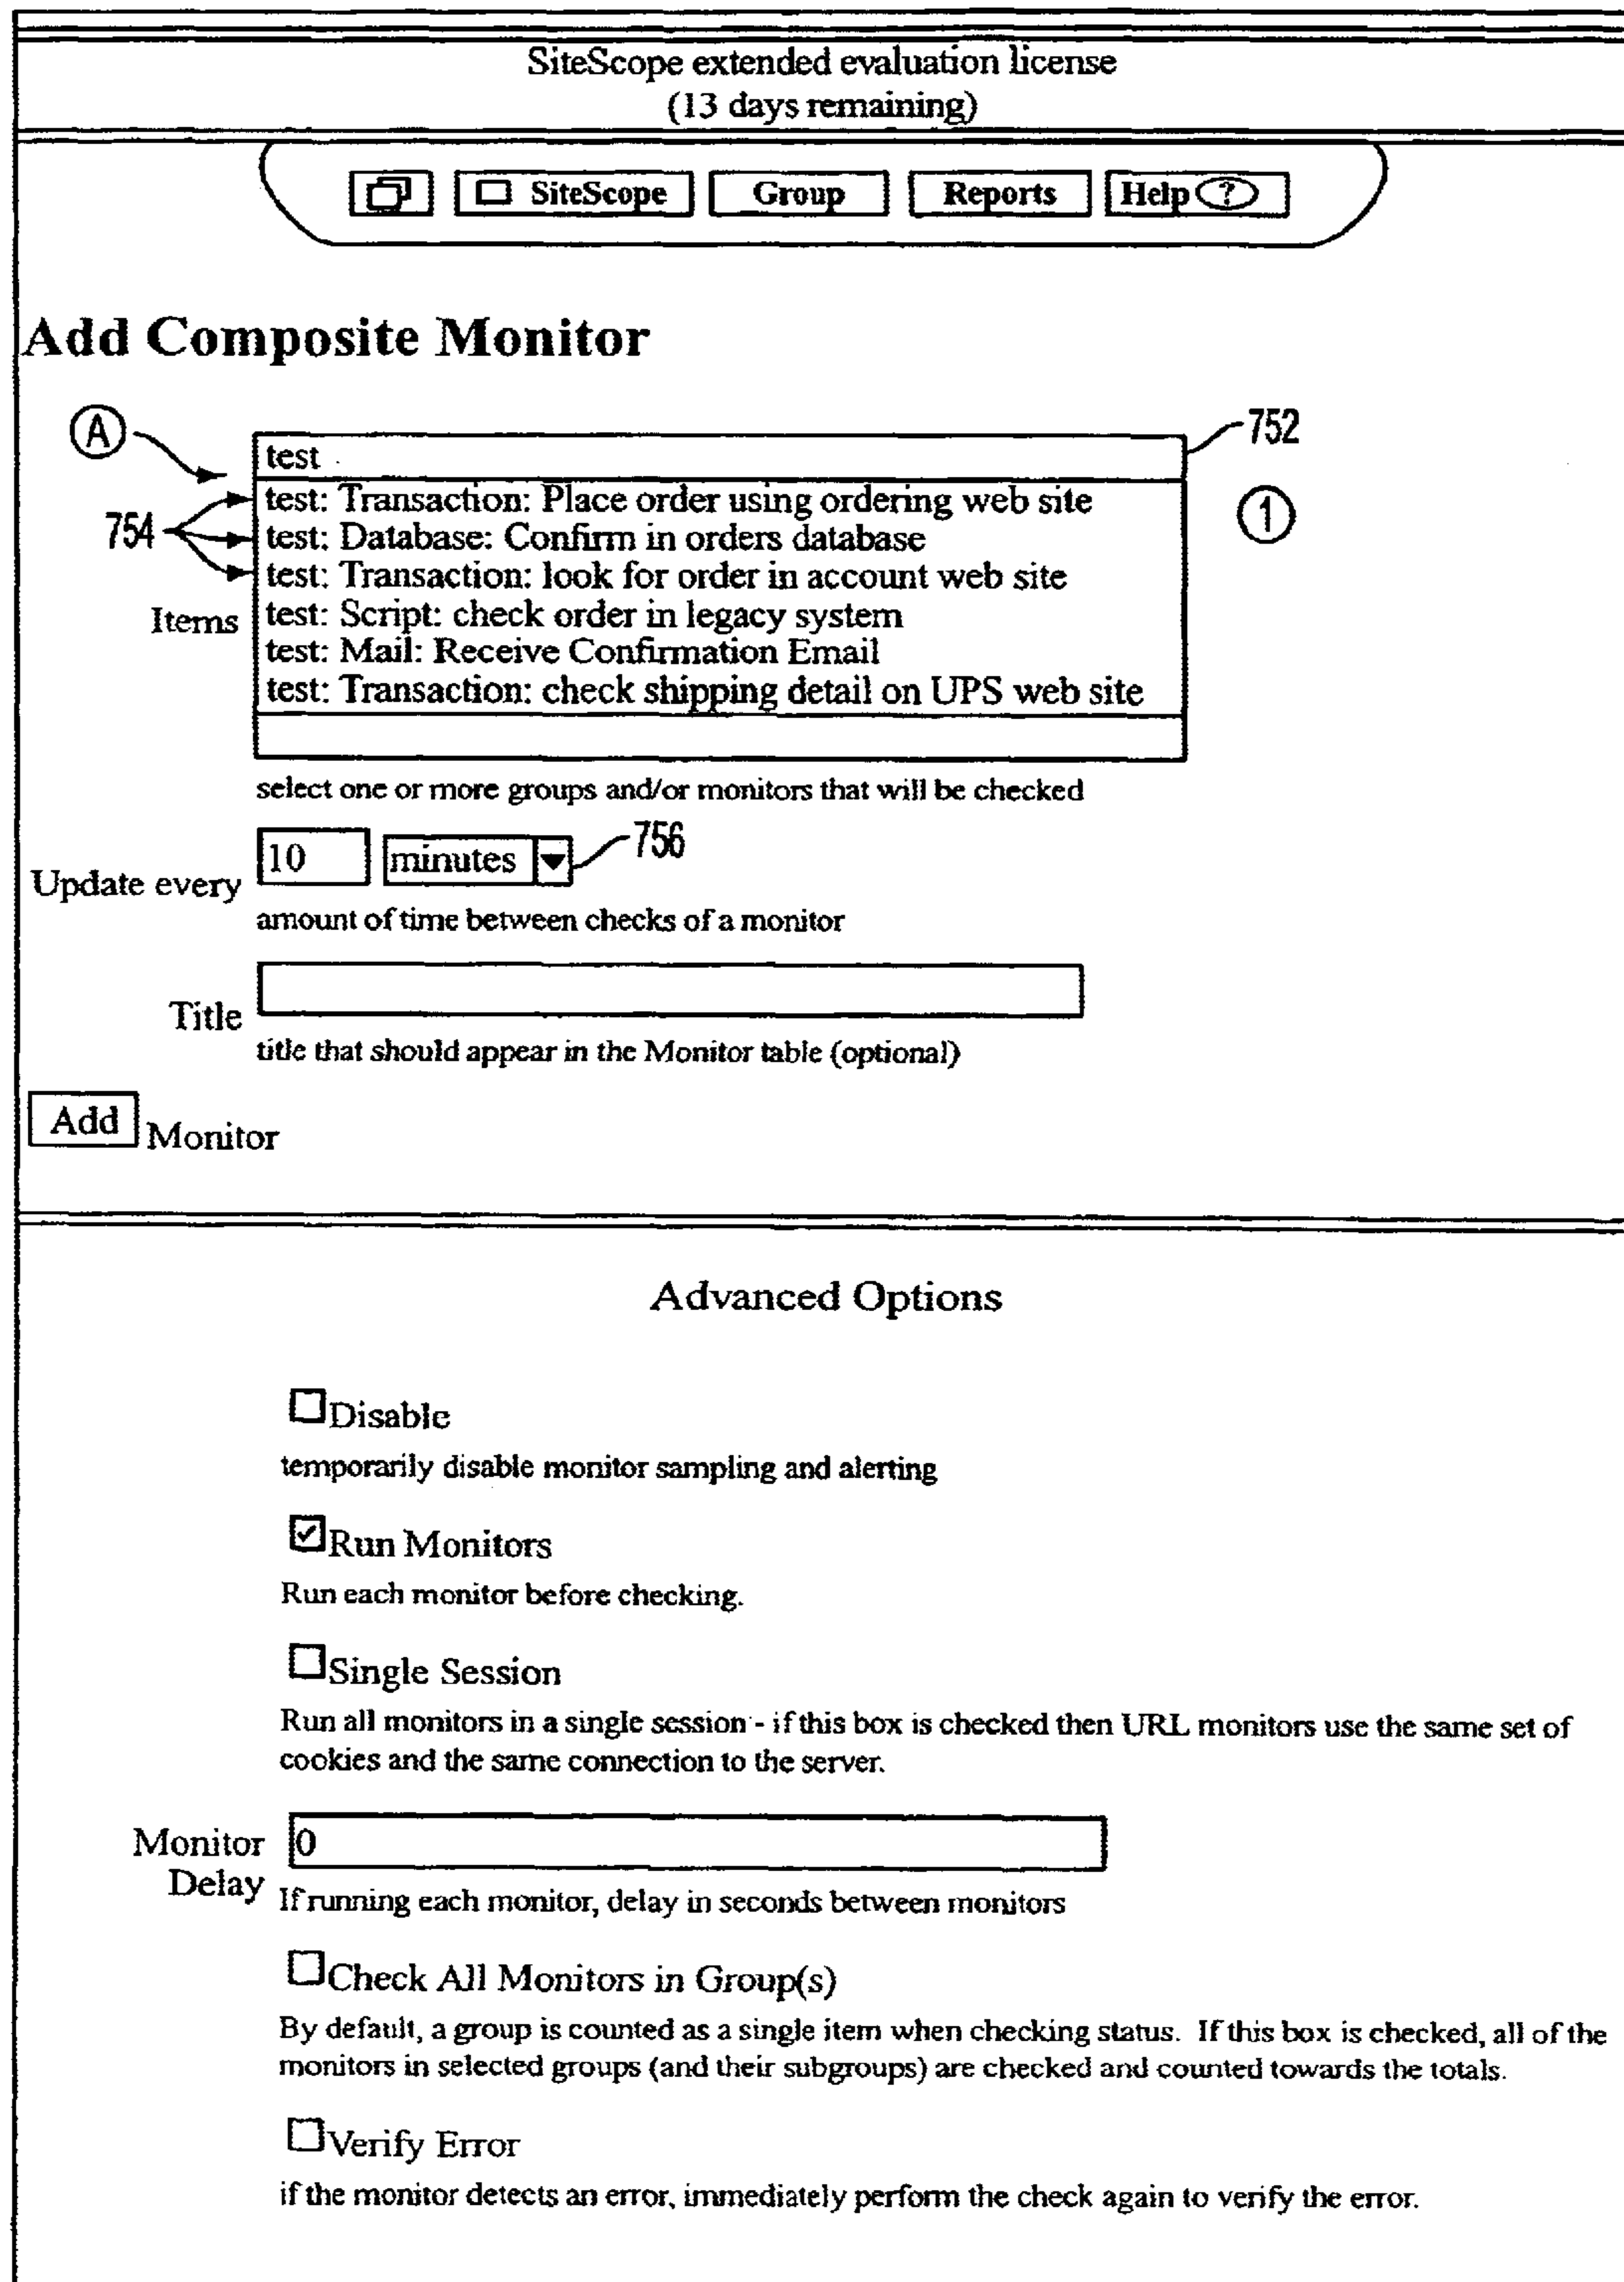 SiteScope extended evaluation license
(13 days remaining)
SiteScope Group Reports Help ?
Add Composite Monitor
A
752
test
test: Transaction: Place order using ordering web site
1
754
test: Database: Confirm in orders database
test: Transaction: look for order in account web site
Items
test: Script: check order in legacy system
test: Mail: Receive Confirmation Email
test: Transaction: check shipping detail on UPS web site
select one or more groups and/or monitors that will be checked
756
Update every 10 minutes
amount of time between checks of a monitor
Title
title that should appear in the Monitor table (optional)
Add Monitor
Advanced Options
Disable
temporarily disable monitor sampling and alerting
Run Monitors
Run each monitor before checking.
Single Session
Run all monitors in a single session - if this box is checked then URL monitors use the same set of
cookies and the same connection to the server.
Monitor 0
Delay
If running each monitor, delay in seconds between monitors
Check All Monitors in Group(s)
By default, a group is counted as a single item when checking status. If this box is checked, all of the
monitors in selected groups (and their subgroups) are checked and counted towards the totals.
Verify Error
if the monitor detects an error, immediately perform the check again to verify the error.